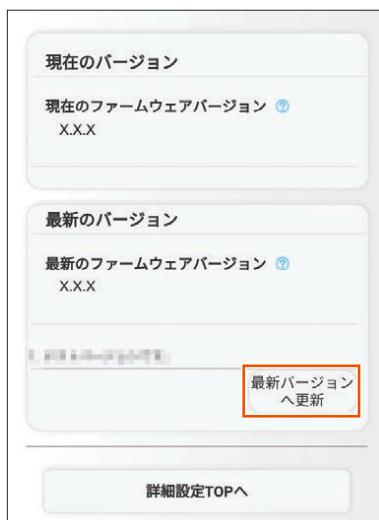 現在のバージョン
現在のファームウェアバージョン ?
X.X.X
最新のバージョン
最新のファームウェアバージョン ?
X.X.X
最新バージョン
へ更新
詳細設定TOPへ